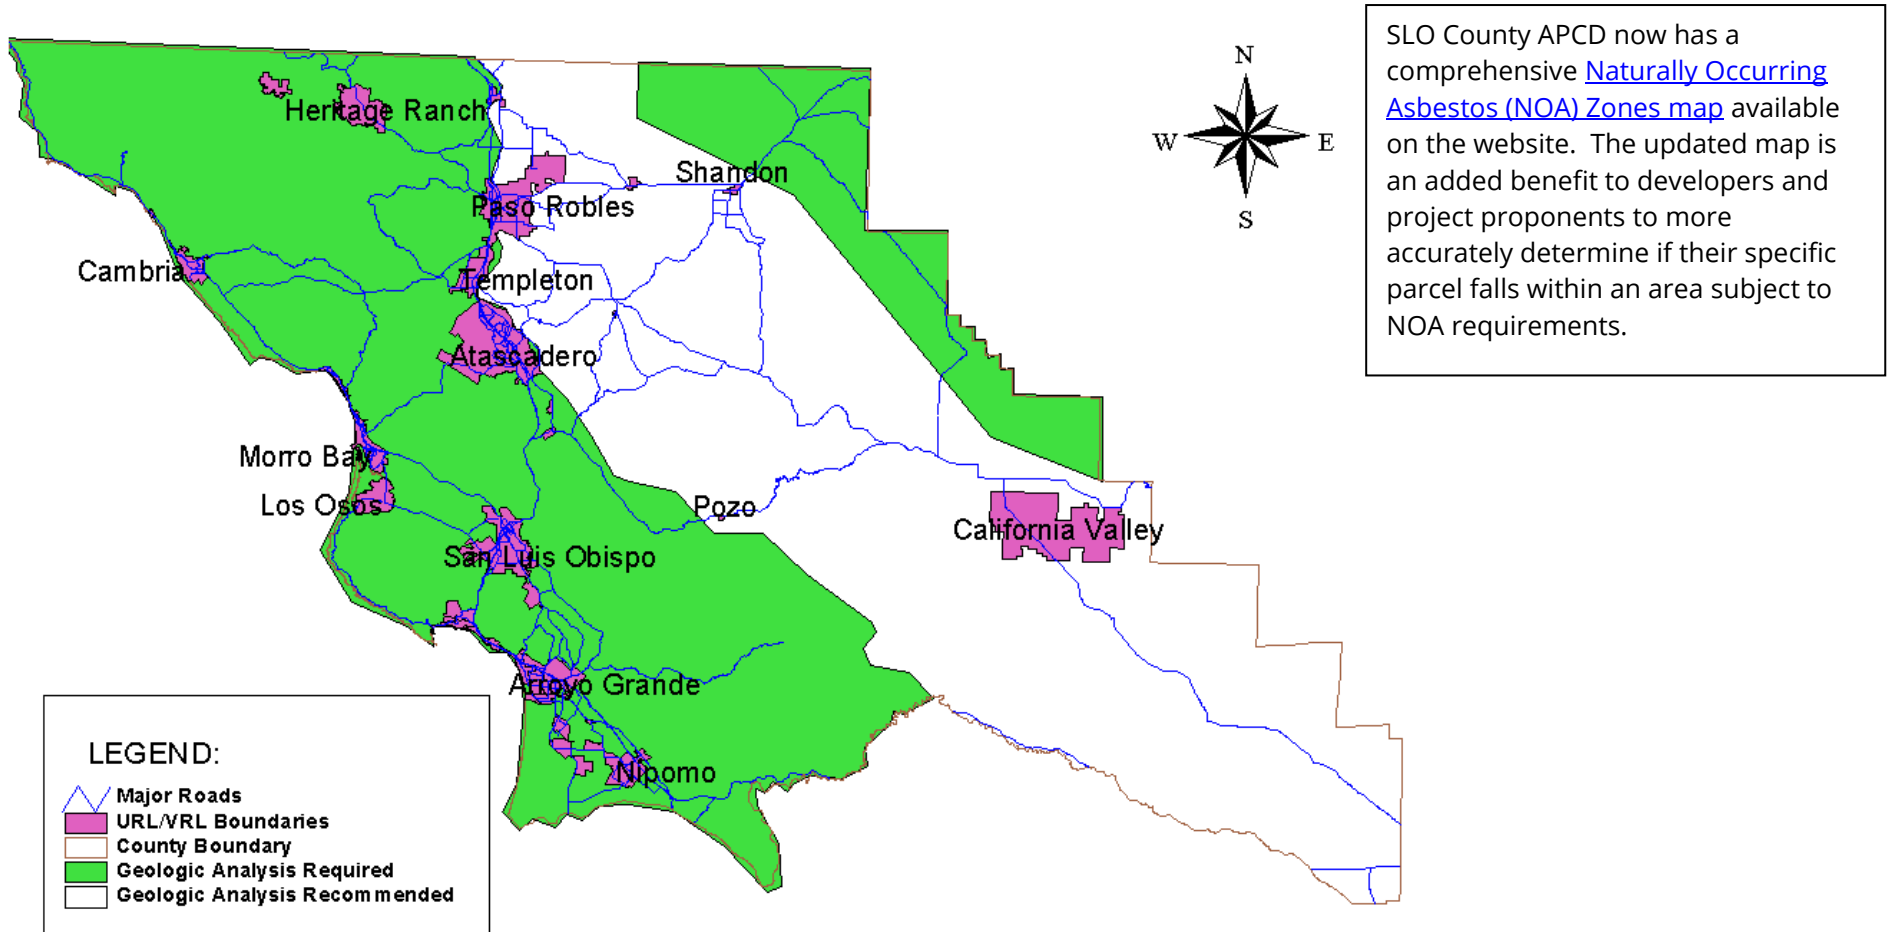 SLO County APCD now has a
comprehensive Naturally Occurring
Asbestos (NOA) Zones map available
on the website.  The updated map is
an added benefit to developers and
project proponents to more
accurately determine if their specific
parcel falls within an area subject to
NOA requirements.
N
W
E
S
Heritage Ranch
Shandon
Paso Robles
Cambria
Templeton
Atascadero
Morro Bay
Los Osos
Pozo
California Valley
San Luis Obispo
Arroyo Grande
Nipomo
LEGEND:
Major Roads
URL/VRL Boundaries
County Boundary
Geologic Analysis Required
Geologic Analysis Recommended